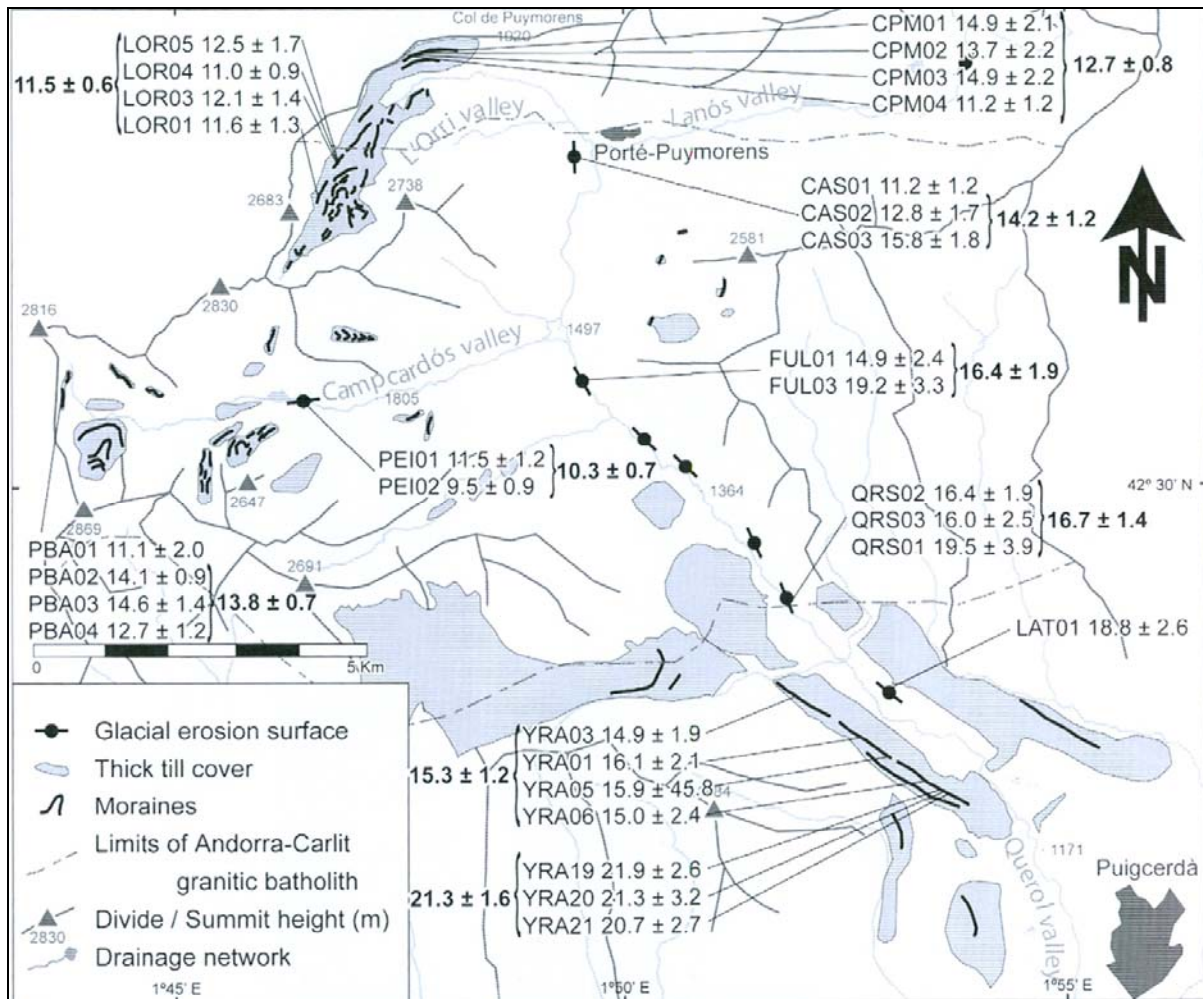 Col de Puymorens
1920
LOR05 12.5 ± 1.7
LOR04 11.0 ± 0.9
LOR03 12.1 ± 1.4
LOR01 11.6 ± 1.3
11.5 ± 0.6
CPM01 14.9 ± 2.1
CPM02 13.7 ± 2.2
CPM03 14.9 ± 2.2
CPM04 11.2 ± 1.2
12.7 ± 0.8
L'Orri valley
Lanós valley
Porté-Puymorens
2683
2738
CAS01 11.2 ± 1.2
CAS02 12.8 ± 1.7
CAS03 15.8 ± 1.8
14.2 ± 1.2
N
2581
2830
2816
1497
Campcardós valley
1805
FUL01 14.9 ± 2.4
FUL03 19.2 ± 3.3
16.4 ± 1.9
PEI01 11.5 ± 1.2
PEI02 9.5 ± 0.9
10.3 ± 0.7
2647
1364
42º 30' N
2869
QRS02 16.4 ± 1.9
QRS03 16.0 ± 2.5
QRS01 19.5 ± 3.9
16.7 ± 1.4
2691
PBA01 11.1 ± 2.0
PBA02 14.1 ± 0.9
PBA03 14.6 ± 1.4
PBA04 12.7 ± 1.2
13.8 ± 0.7
LAT01 18.8 ± 2.6
0 5 Km
Glacial erosion surface
Thick till cover
Moraines
Limits of Andorra-Carlit
granitic batholith
Divide / Summit height (m)
2830
Drainage network
YRA03 14.9 ± 1.9
YRA01 16.1 ± 2.1
YRA05 15.9 ± 45.8
YRA06 15.0 ± 2.4
15.3 ± 1.2
YRA19 21.9 ± 2.6
YRA20 21.3 ± 3.2
YRA21 20.7 ± 2.7
21.3 ± 1.6
1171
Puigcerdà
Querol valley
1º 45' E
1º 50' E
1º 55' E